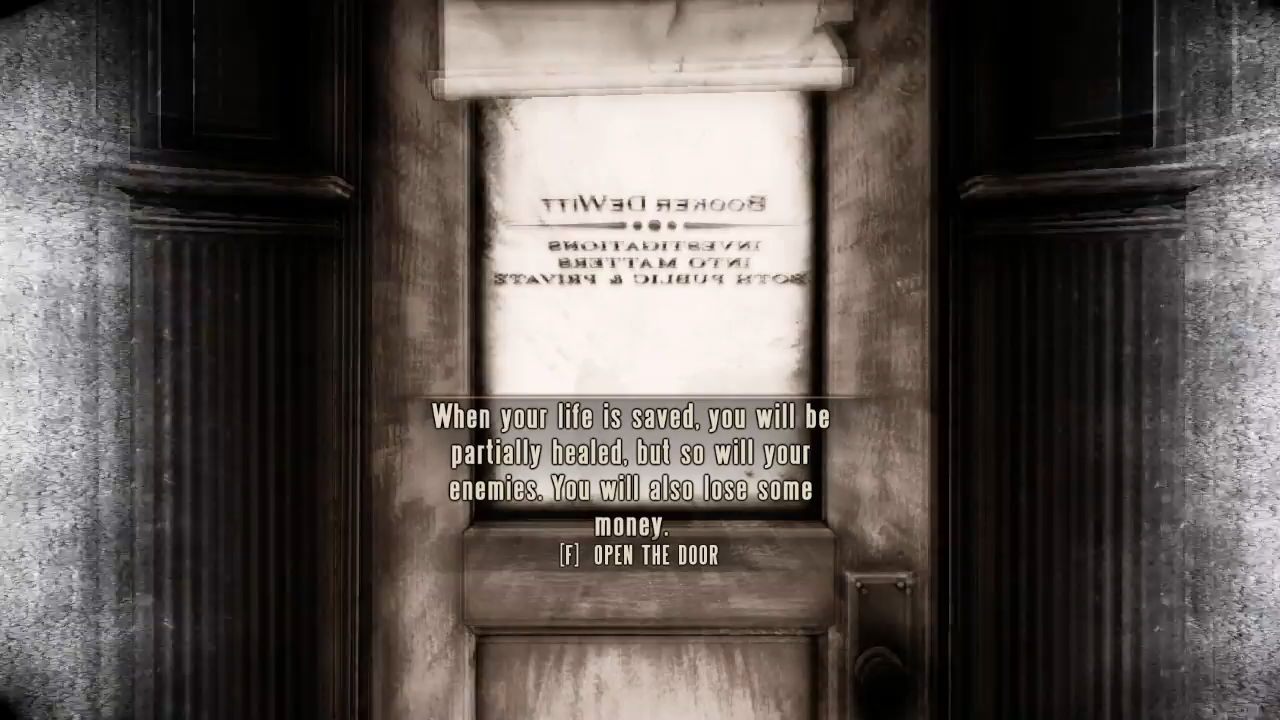 BOOKER DEWITT
INVESTIGATIONS
INTO MATTERS
BOTH PUBLIC & PRIVATE
When your life is saved, you will be
partially healed, but so will your
enemies. You will also lose some
money.
[F] OPEN THE DOOR